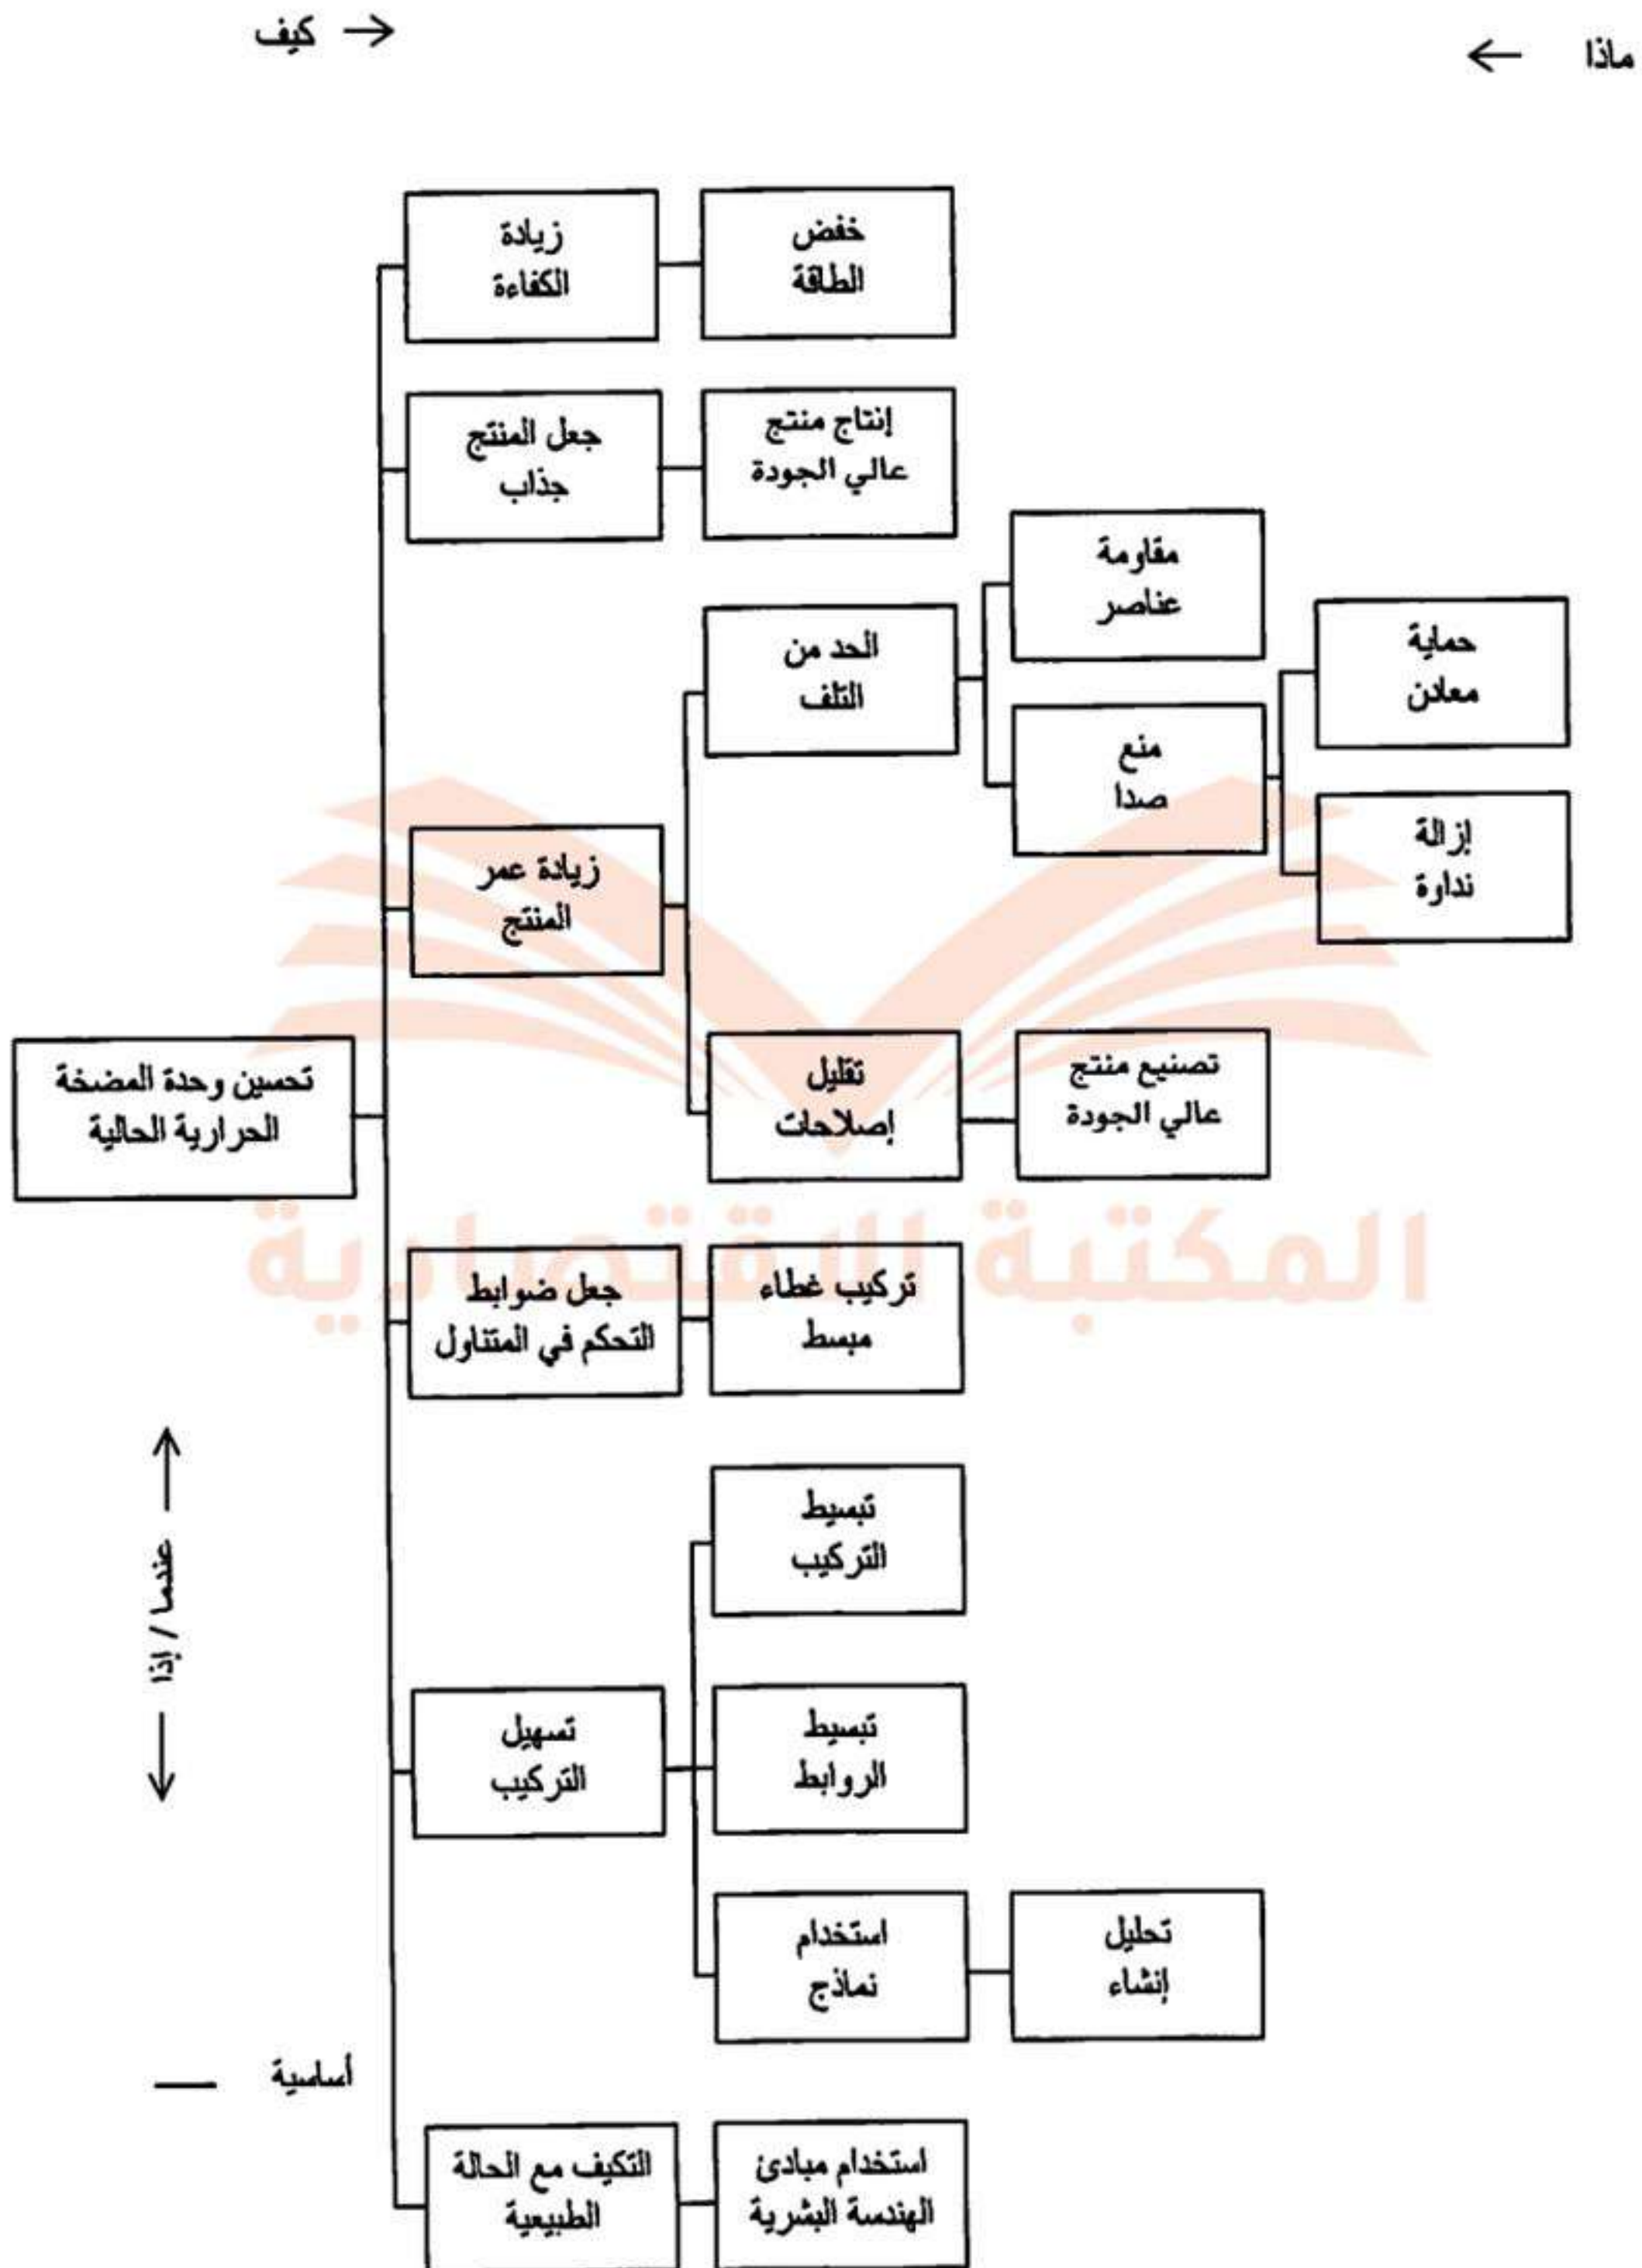 كيف
ماذا
زيادة
الكفاءة
خفض
الطاقة
جعل المنتج
جذاب
إنتاج منتج
عالي الجودة
مقاومة
عناصر
حماية
معادن
الحد من
التلف
منع
صدا
إزالة
ندارة
زيادة عمر
المنتج
تحسين وحدة المضخة
الحرارية الحالية
تقليل
إصلاحات
تصنيع منتج
عالي الجودة
المكتبة الاقتصادية
جعل ضوابط
التحكم في المتناول
تركيب غطاء
مبسط
عندما / إذا
تبسيط
التركيب
تسهيل
التركيب
تبسيط
الروابط
استخدام
نماذج
تحليل
إنشاء
أساسية
التكيف مع الحالة
الطبيعية
استخدام مبادئ
الهندسة البشرية